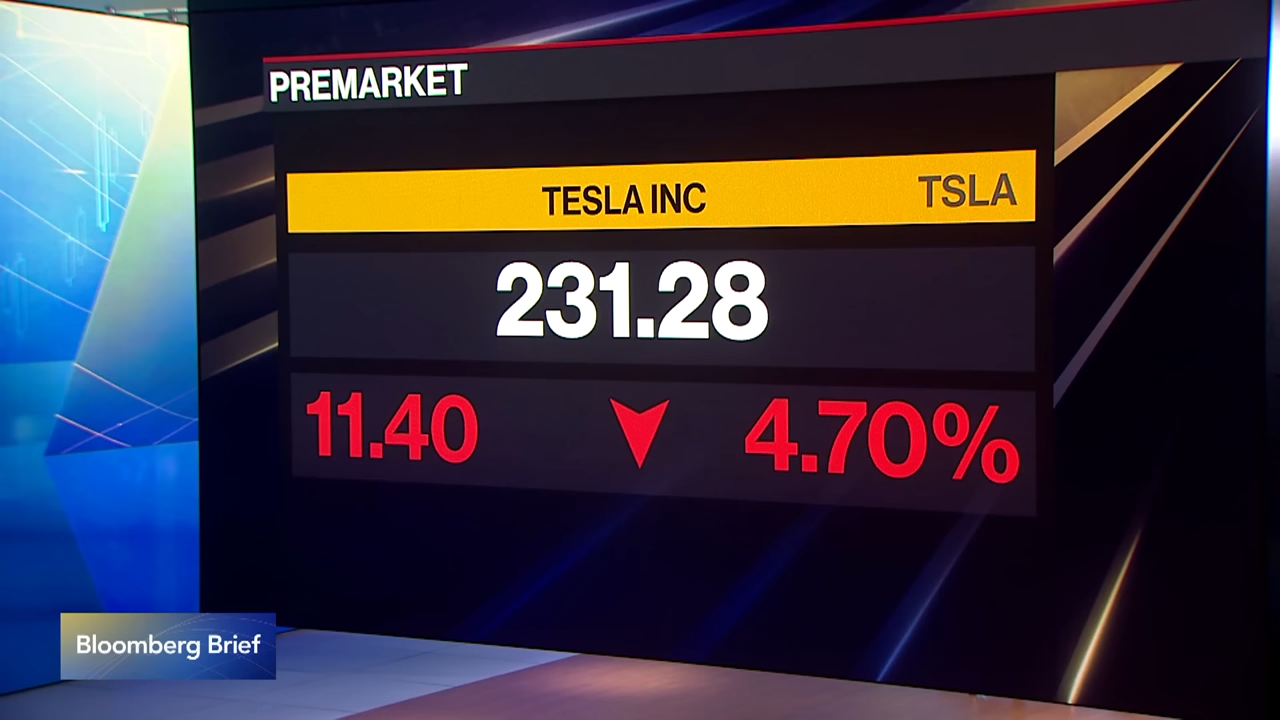 PREMARKET
TESLA INC TSLA
231.28
11.40 ▼ 4.70%
Bloomberg Brief